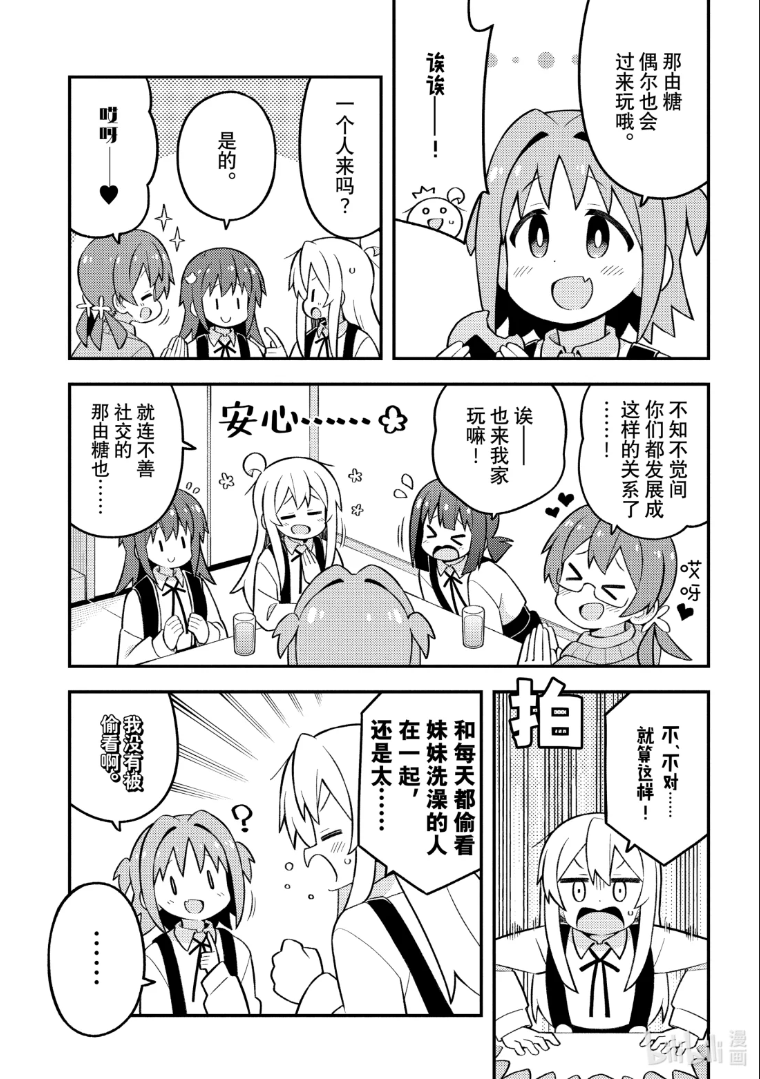 那由糖
偶尔也会
过来玩哦。
诶诶
——！
一个人来吗？
是的。
哎呀——♥
不知不觉间
你们都发展成
这样的关系了
……！
哎呀
诶——
也来我家
玩嘛！
安心……
就连不善
社交的
那由糖也……
不、不对……
就算这样！
拍
和每天都偷看
妹妹洗澡的人
在一起，
还是太……
？
我没有被
偷看啊。
……
BiliBili
漫画